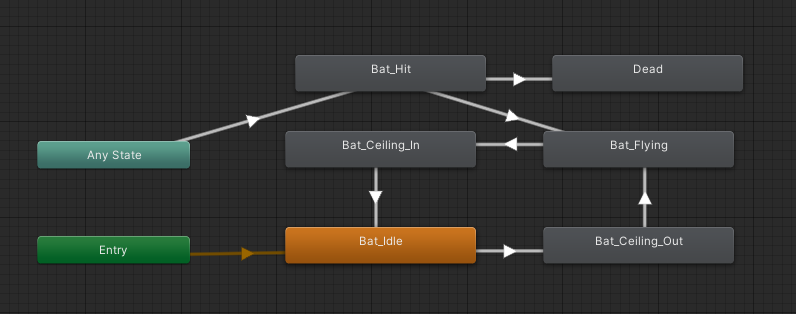 Bat_Hit
Dead
Any State
Bat_Ceiling_In
Bat_Flying
Entry
Bat_Idle
Bat_Ceiling_Out